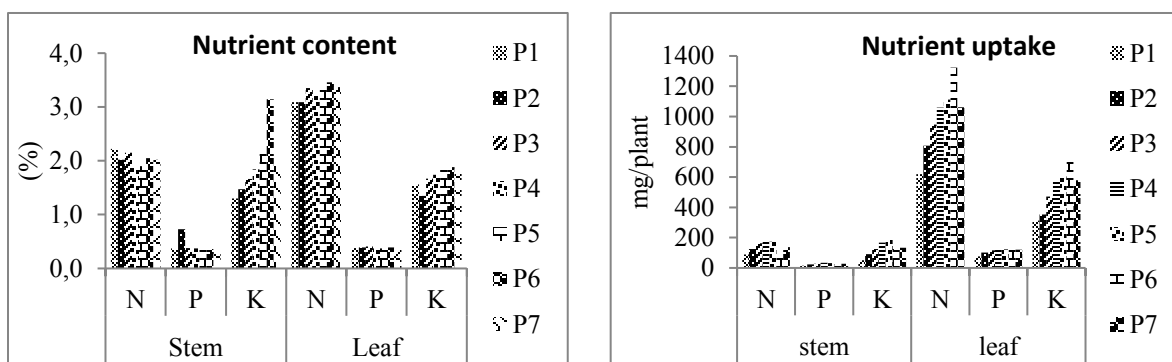 Nutrient content
4,0
3,0
2,0
1,0
0,0
(%)
N P K N P K
Stem Leaf
P1
P2
P3
P4
P5
P6
P7
Nutrient uptake
1400
1200
1000
800
600
400
200
0
mg/plant
N P K N P K
stem leaf
P1
P2
P3
P4
P5
P6
P7